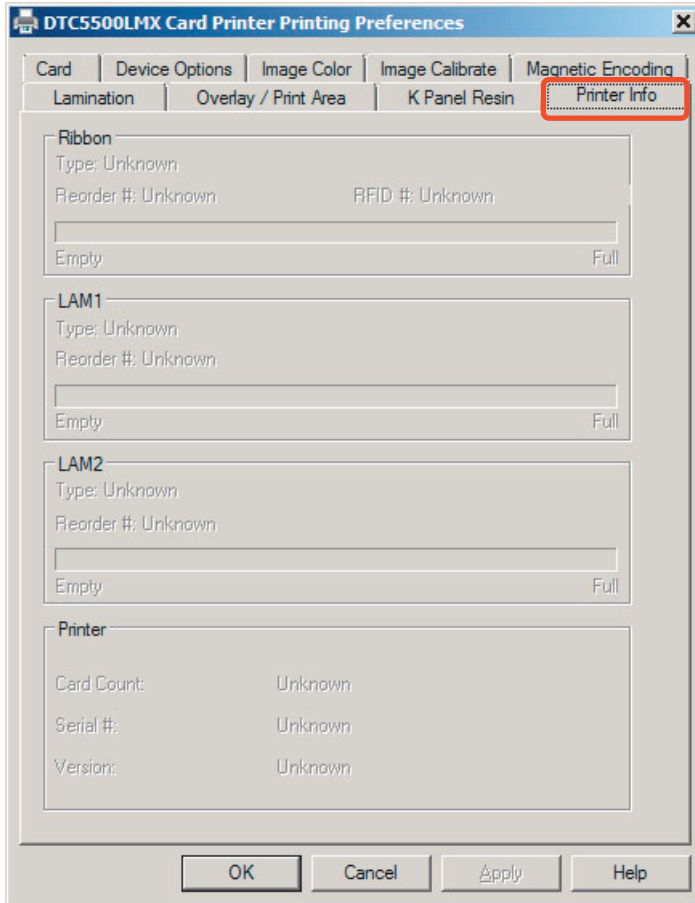 DTC5500LMX Card Printer Printing Preferences
Card Device Options Image Color Image Calibrate Magnetic Encoding
Lamination Overlay / Print Area K Panel Resin Printer Info
Ribbon
Type: Unknown
Reorder #: Unknown RFID #: Unknown
Empty Full
LAM1
Type: Unknown
Reorder #: Unknown
Empty Full
LAM2
Type: Unknown
Reorder #: Unknown
Empty Full
Printer
Card Count: Unknown
Serial #: Unknown
Version: Unknown
OK Cancel Apply Help